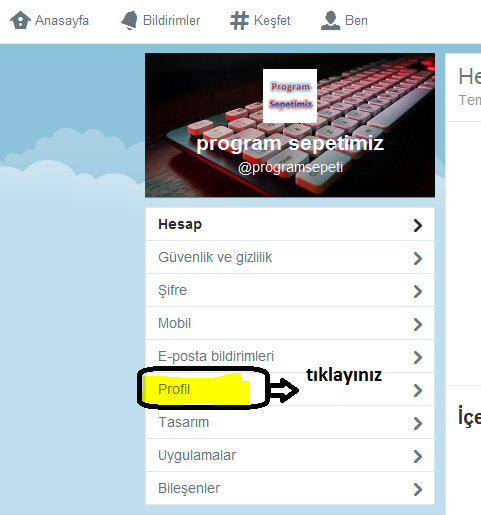 Anasayfa Bildirimler Keşfet Ben
Program
Sepetimiz
program sepetimiz
@programsepeti
He
Ten
Hesap
Güvenlik ve gizlilik
Şifre
Mobil
E-posta bildirimleri
tıklayınız
Profil
İçe
Tasarım
Uygulamalar
Bileşenler